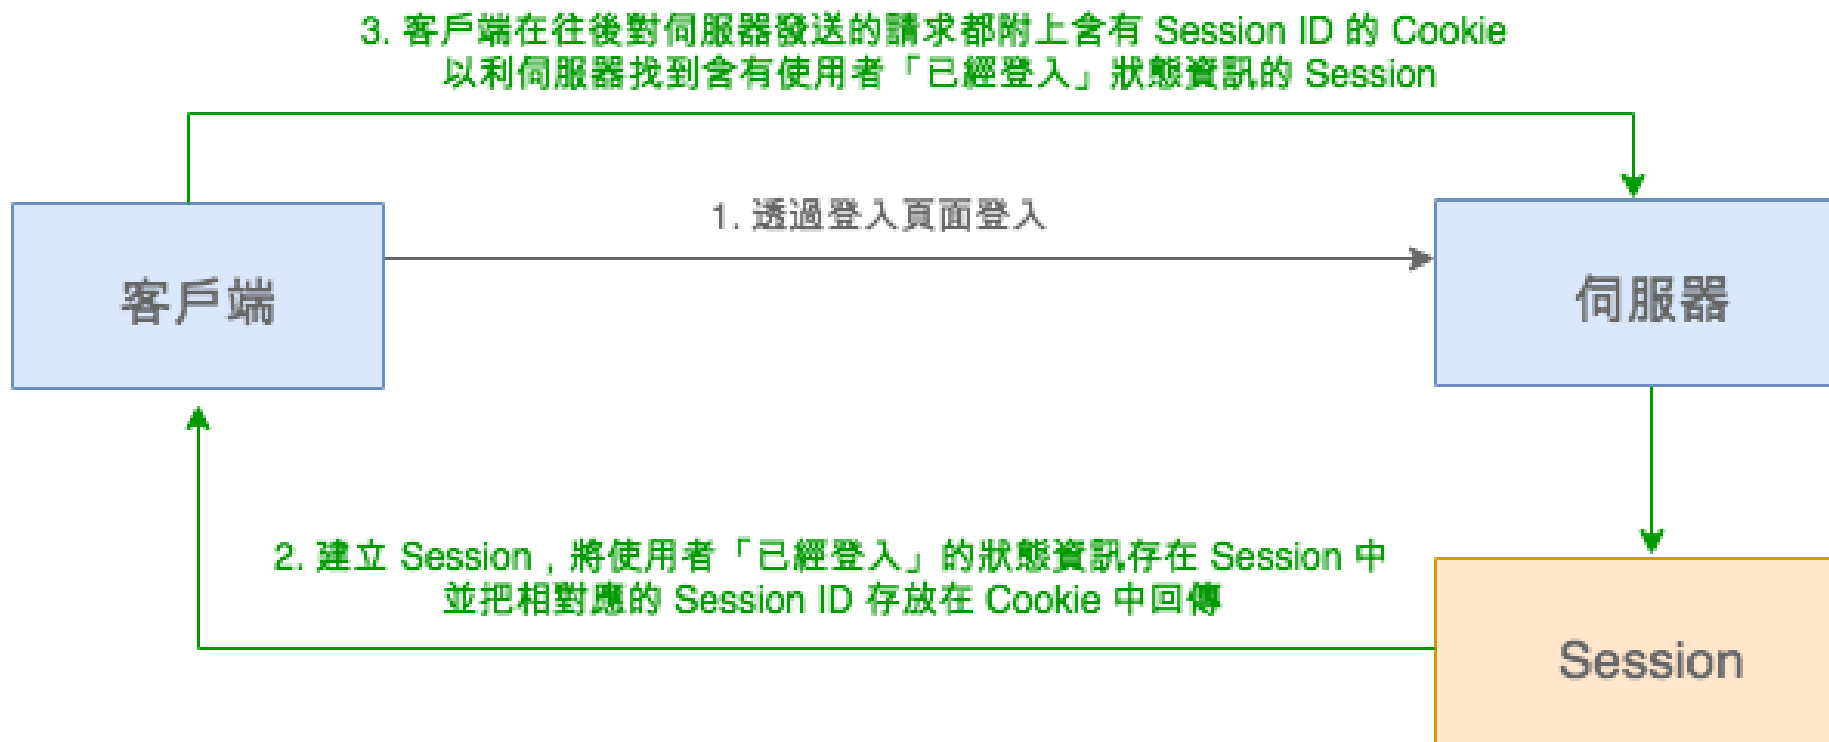 3. 客戶端在往後對伺服器發送的請求都附上含有 Session ID 的 Cookie
以利伺服器找到含有使用者「已經登入」狀態資訊的 Session
1. 透過登入頁面登入
客戶端
伺服器
2. 建立 Session，將使用者「已經登入」的狀態資訊存在 Session 中
並把相對應的 Session ID 存放在 Cookie 中回傳
Session